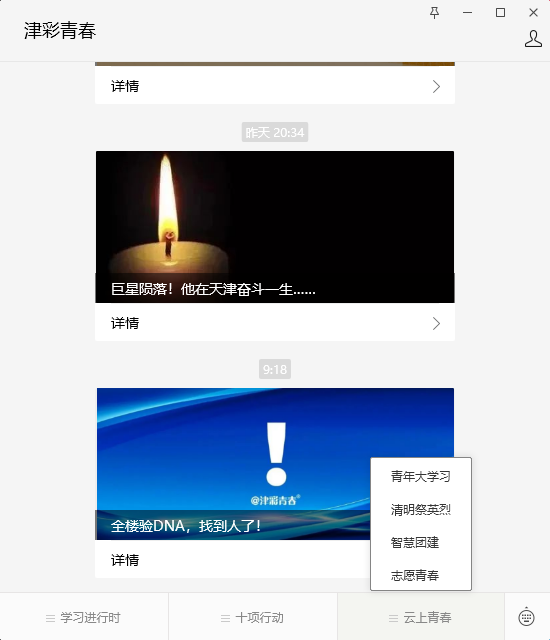 津彩青春
详情
昨天 20:34
巨星陨落！他在天津奋斗一生……
详情
9:18
@津彩青春
全楼验DNA，找到人了！
详情
青年大学习
清明祭英烈
智慧团建
志愿青春
学习进行时
十项行动
云上青春